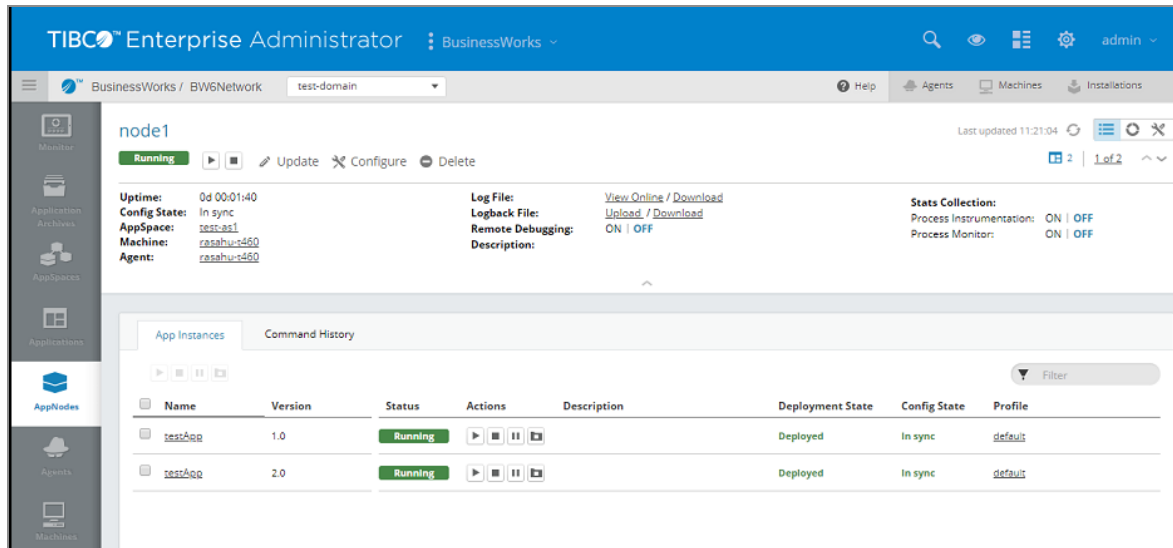 TIBCO™ Enterprise Administrator BusinessWorks admin
BusinessWorks / BW6Network test-domain Help Agents Machines Installations
Monitor
Application Archives
AppSpaces
Applications
AppNodes
Agents
Machines
node1 Last updated 11:21:04
Running Update Configure Delete 2 1 of 2
Uptime: 0d 00:01:40
Config State: In sync
AppSpace: test-as1
Machine: rasahu-t460
Agent: rasahu-t460
Log File: View Online / Download
Logback File: Upload / Download
Remote Debugging: ON | OFF
Description:
Stats Collection:
Process Instrumentation: ON | OFF
Process Monitor: ON | OFF
App Instances Command History
Filter
Name Version Status Actions Description Deployment State Config State Profile
testApp 1.0 Running Deployed In sync default
testApp 2.0 Running Deployed In sync default